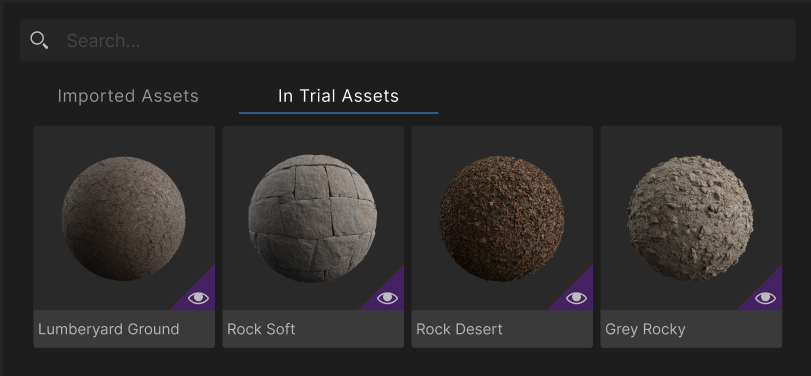 Search...
Imported Assets
In Trial Assets
Lumberyard Ground
Rock Soft
Rock Desert
Grey Rocky